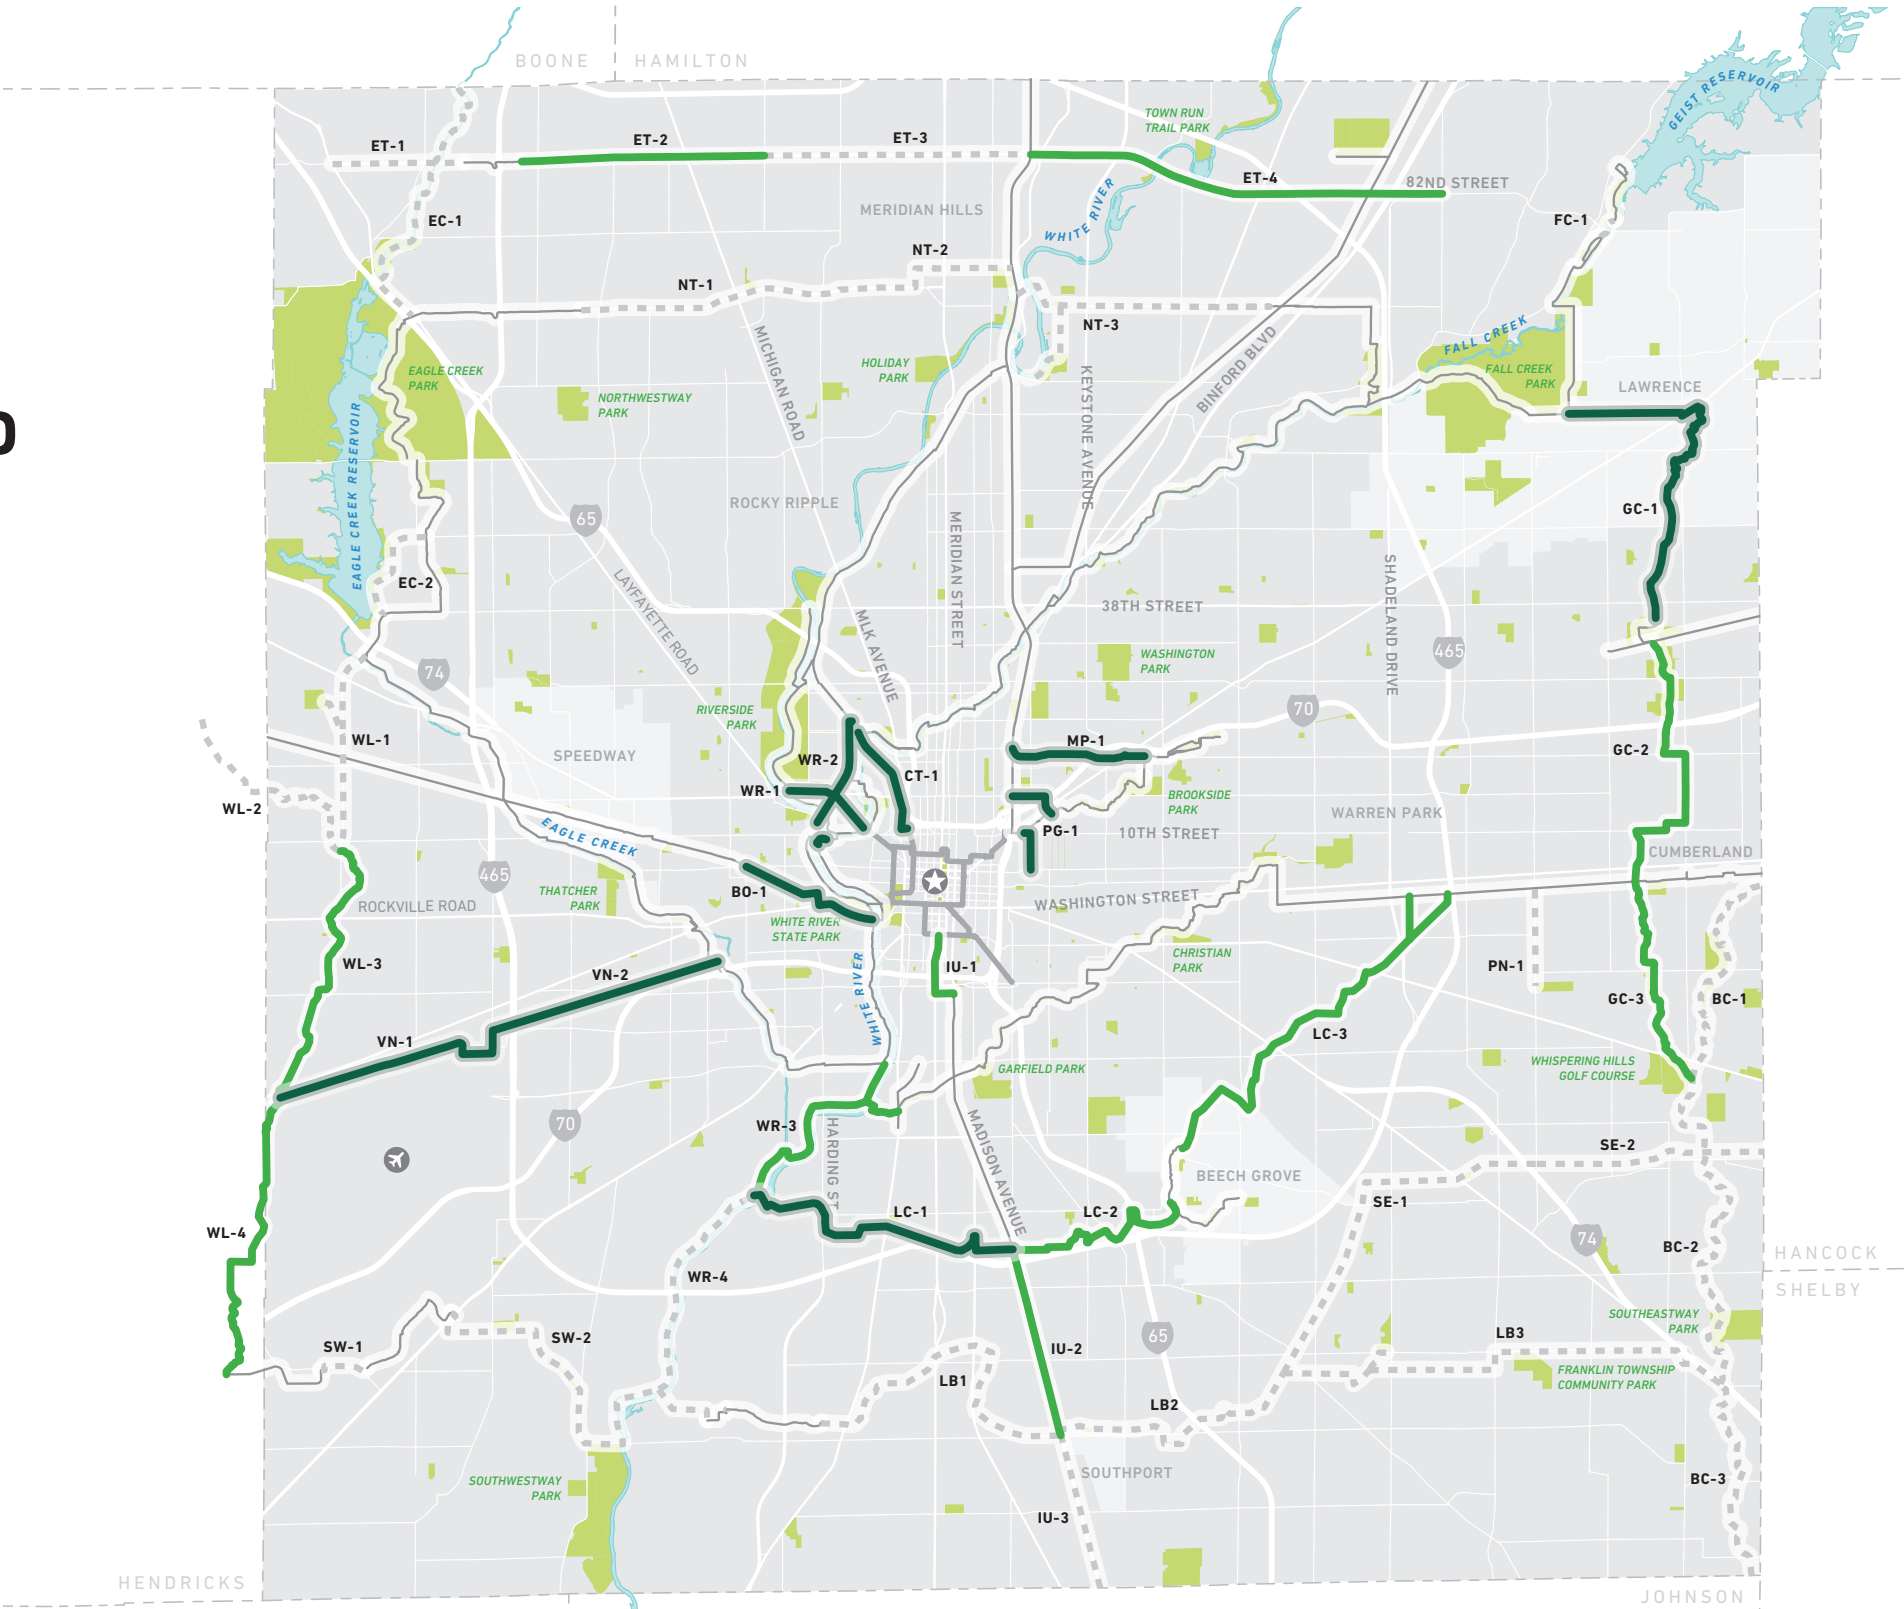 BOONE
HAMILTON
GEIST RESERVOIR
TOWN RUN
TRAIL PARK
ET-1
ET-2
ET-3
ET-4
82ND STREET
EC-1
MERIDIAN HILLS
WHITE RIVER
FC-1
NT-2
NT-1
NT-3
MICHIGAN ROAD
HOLIDAY
PARK
KEYSTONE AVENUE
BINFORD BLVD
FALL CREEK
FALL CREEK
PARK
LAWRENCE
EAGLE CREEK
PARK
NORTHWESTWAY
PARK
EAGLE CREEK RESERVOIR
ROCKY RIPPLE
65
GC-1
MERIDIAN STREET
SHADELAND DRIVE
EC-2
LAYFAYETTE ROAD
MLK AVENUE
38TH STREET
465
74
WASHINGTON
PARK
RIVERSIDE
PARK
70
WL-1
SPEEDWAY
WR-2
MP-1
GC-2
CT-1
WR-1
WL-2
BROOKSIDE
PARK
WARREN PARK
PG-1
10TH STREET
EAGLE CREEK
CUMBERLAND
465
THATCHER
PARK
BO-1
ROCKVILLE ROAD
WASHINGTON STREET
WHITE RIVER
STATE PARK
WL-3
VN-2
WHITE RIVER
IU-1
CHRISTIAN
PARK
PN-1
GC-3
BC-1
VN-1
LC-3
WHISPERING HILLS
GOLF COURSE
GARFIELD PARK
70
WR-3
HARDING ST
MADISON AVENUE
SE-2
BEECH GROVE
SE-1
WL-4
LC-1
LC-2
74
BC-2
HANCOCK
SHELBY
WR-4
SOUTHEASTWAY
PARK
65
SW-1
SW-2
IU-2
LB3
LB1
FRANKLIN TOWNSHIP
COMMUNITY PARK
LB2
SOUTHWESTWAY
PARK
SOUTHPORT
BC-3
IU-3
HENDRICKS
JOHNSON